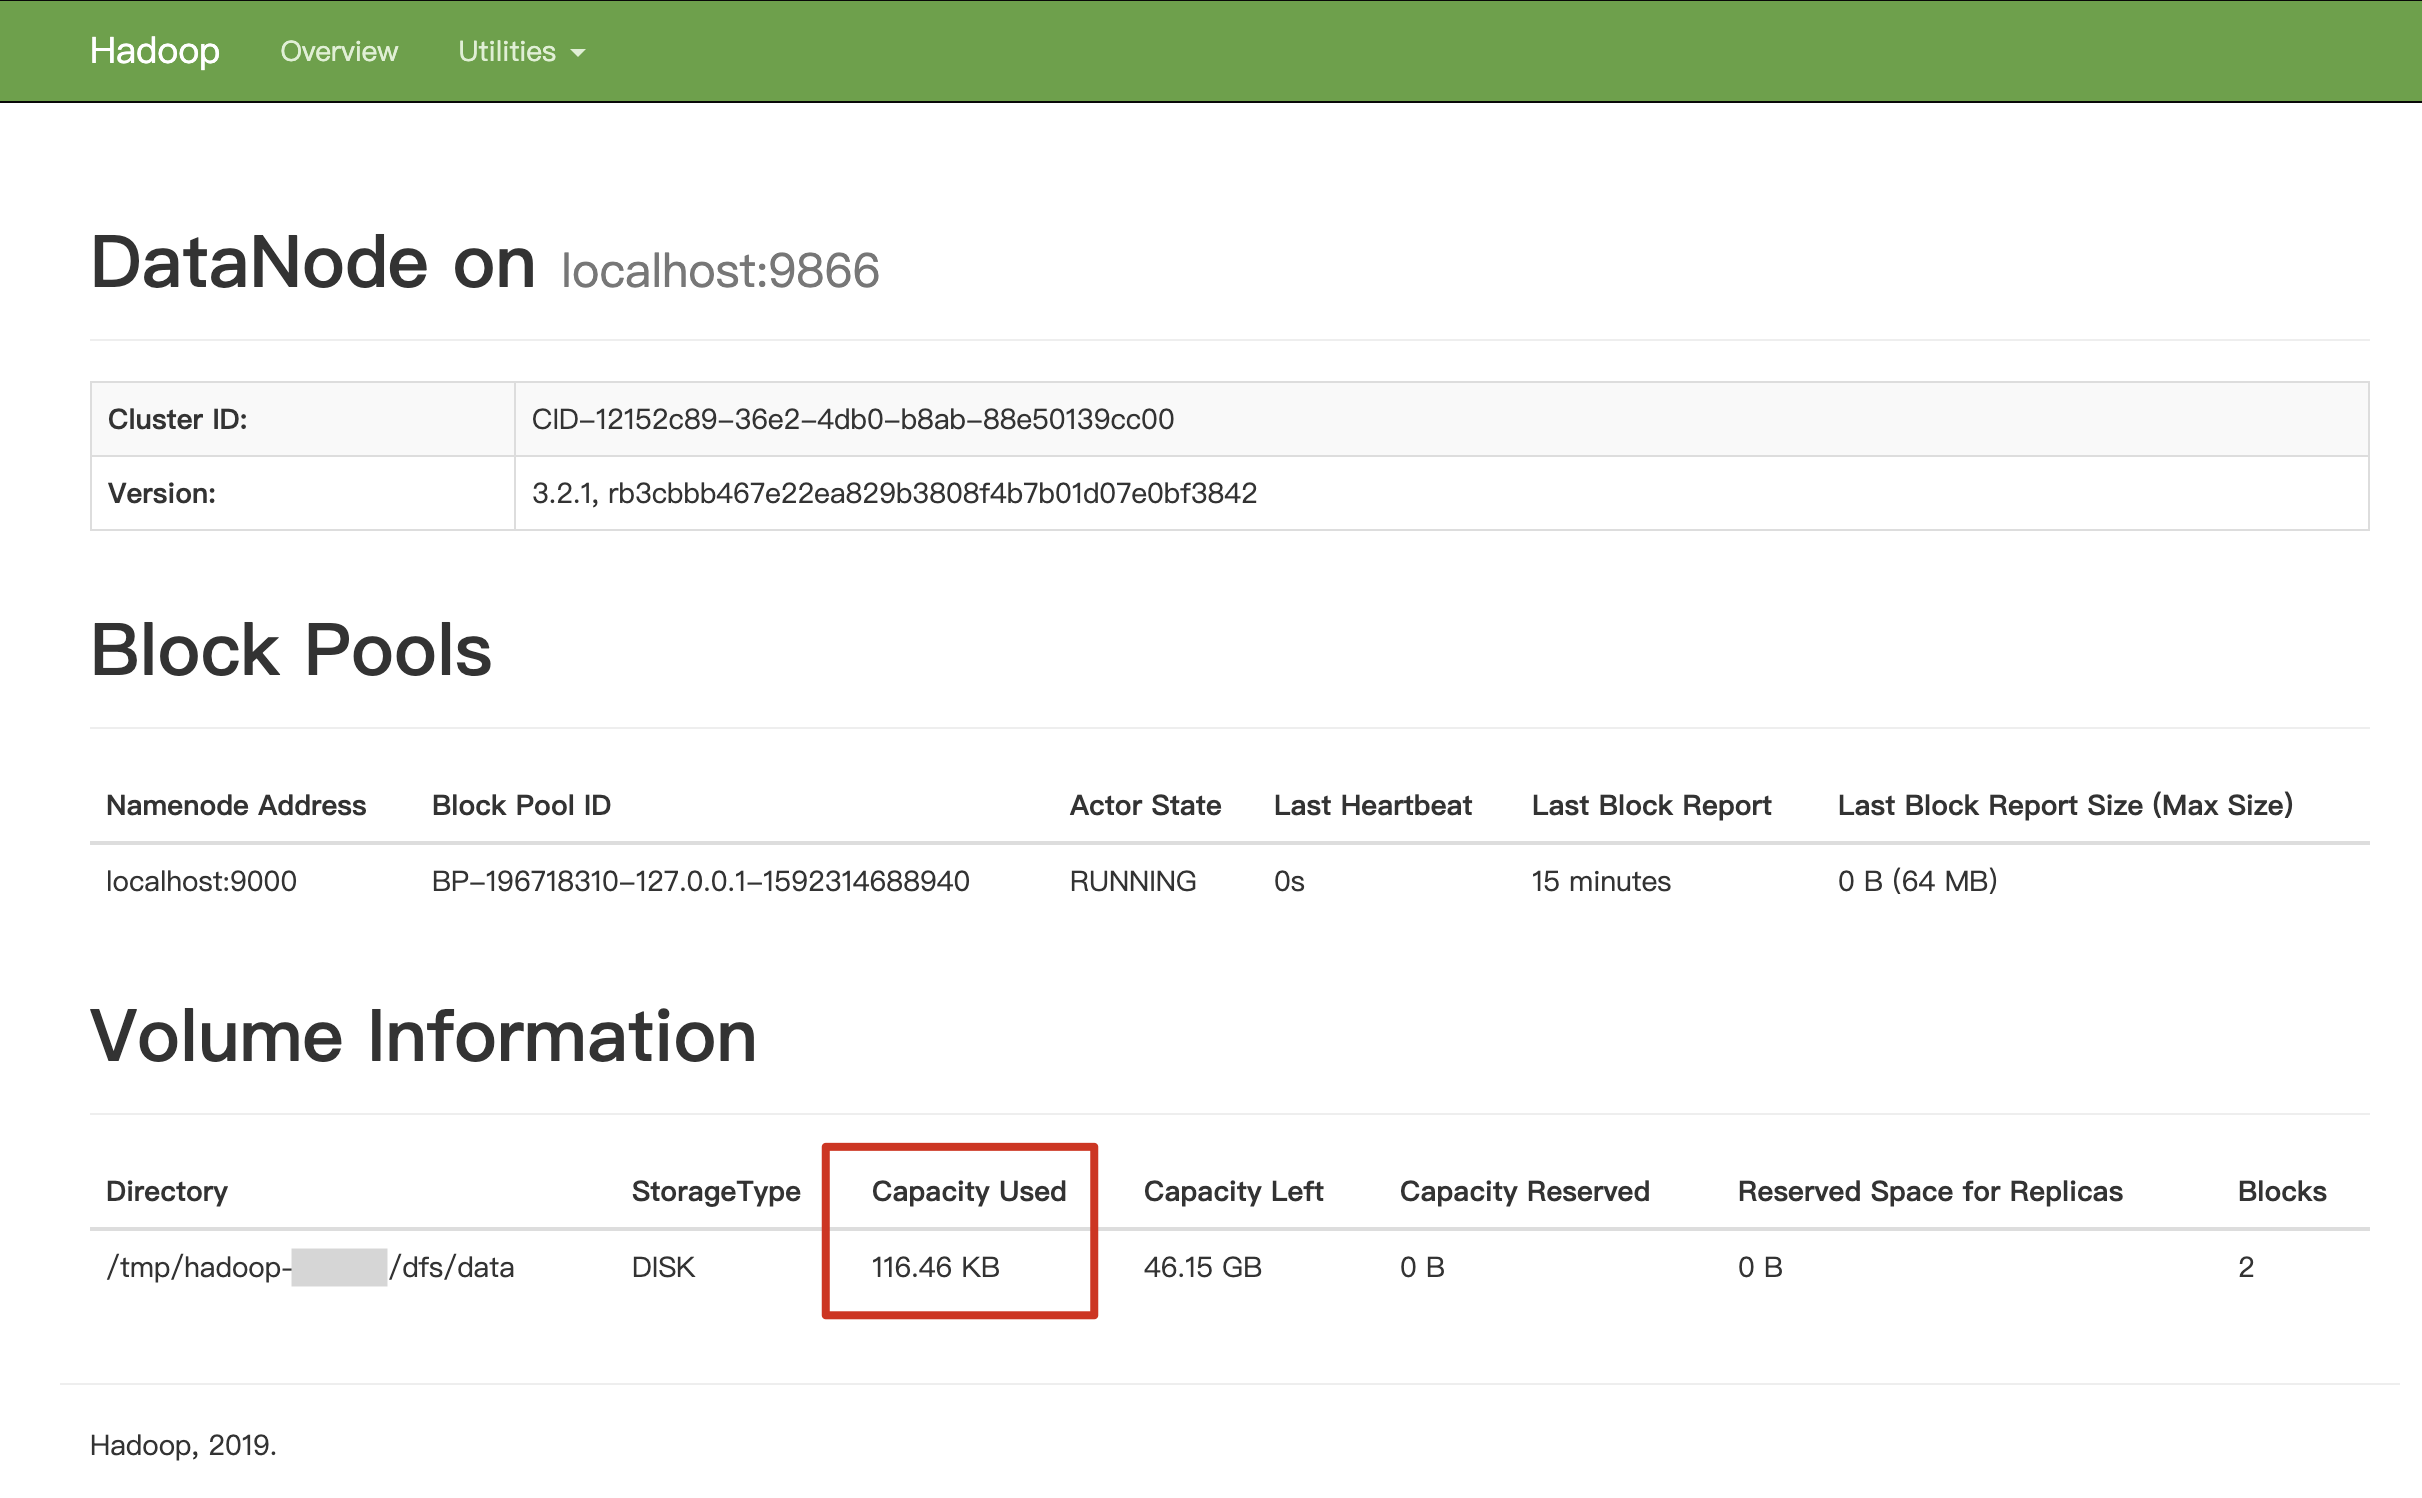 Hadoop Overview Utilities
DataNode on localhost:9866
Cluster ID: CID-12152c89-36e2-4db0-b8ab-88e50139cc00
Version: 3.2.1, rb3cbbb467e22ea829b3808f4b7b01d07e0bf3842
Block Pools
Namenode Address Block Pool ID Actor State Last Heartbeat Last Block Report Last Block Report Size (Max Size)
localhost:9000 BP-196718310-127.0.0.1-1592314688940 RUNNING 0s 15 minutes 0 B (64 MB)
Volume Information
Directory StorageType Capacity Used Capacity Left Capacity Reserved Reserved Space for Replicas Blocks
/tmp/hadoop- /dfs/data DISK 116.46 KB 46.15 GB 0 B 0 B 2
Hadoop, 2019.